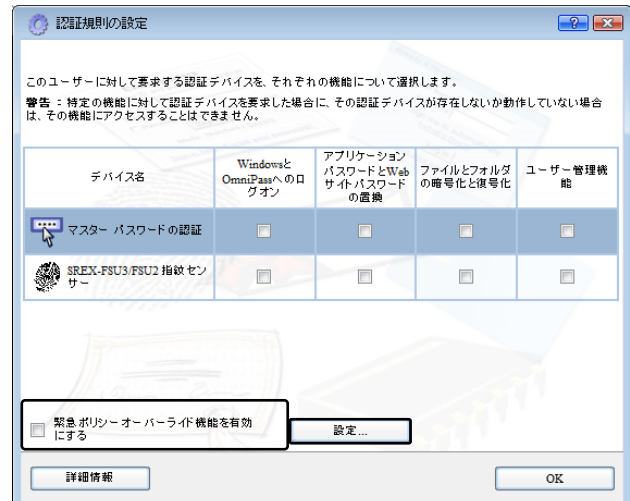 認証規則の設定
このユーザーに対して要求する認証デバイスを、それぞれの機能について選択します。
警告 : 特定の機能に対して認証デバイスを要求した場合に、その認証デバイスが存在しないか動作していない場合
は、その機能にアクセスすることはできません。
デバイス名
Windowsと
OmniPassへのロ
グオン
アプリケーション
パスワードとWeb
サイトパスワード
の置換
ファイルとフォルダ
の暗号化と復号化
ユーザー管理機
能
マスター パスワードの認証
SREX-FSU3/FSU2 指紋セン
サー
緊急ポリシーオーバーライド機能を有効
にする
設定...
詳細情報
OK